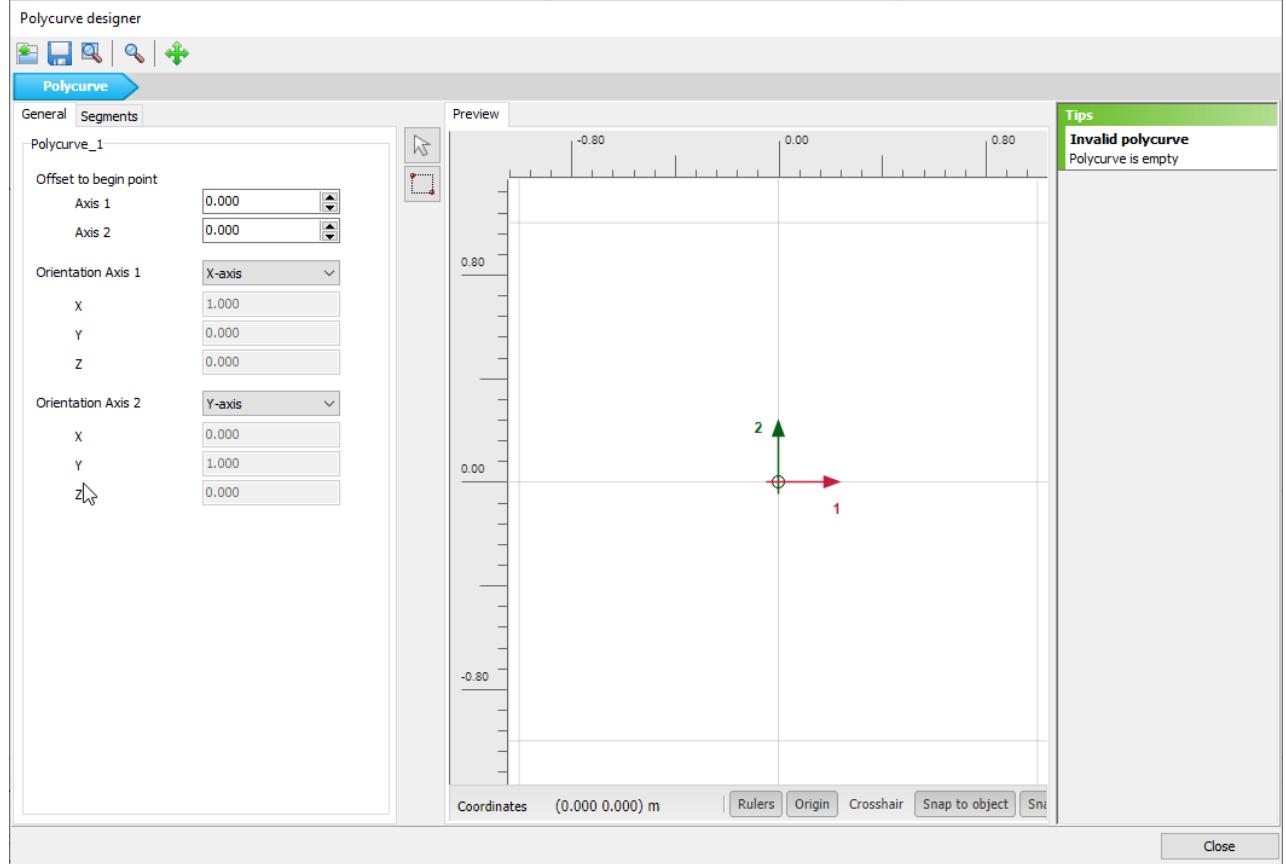 Polycurve designer
Polycurve
General Segments
Polycurve_1
Offset to begin point
Axis 1 0.000
Axis 2 0.000
Orientation Axis 1 X-axis
X 1.000
Y 0.000
Z 0.000
Orientation Axis 2 Y-axis
X 0.000
Y 1.000
Z 0.000
Preview
-0.80 0.00 0.80
0.80
0.00
-0.80
2
1
Coordinates (0.000 0.000) m Rulers Origin Crosshair Snap to object Sna
Tips
Invalid polycurve
Polycurve is empty
Close